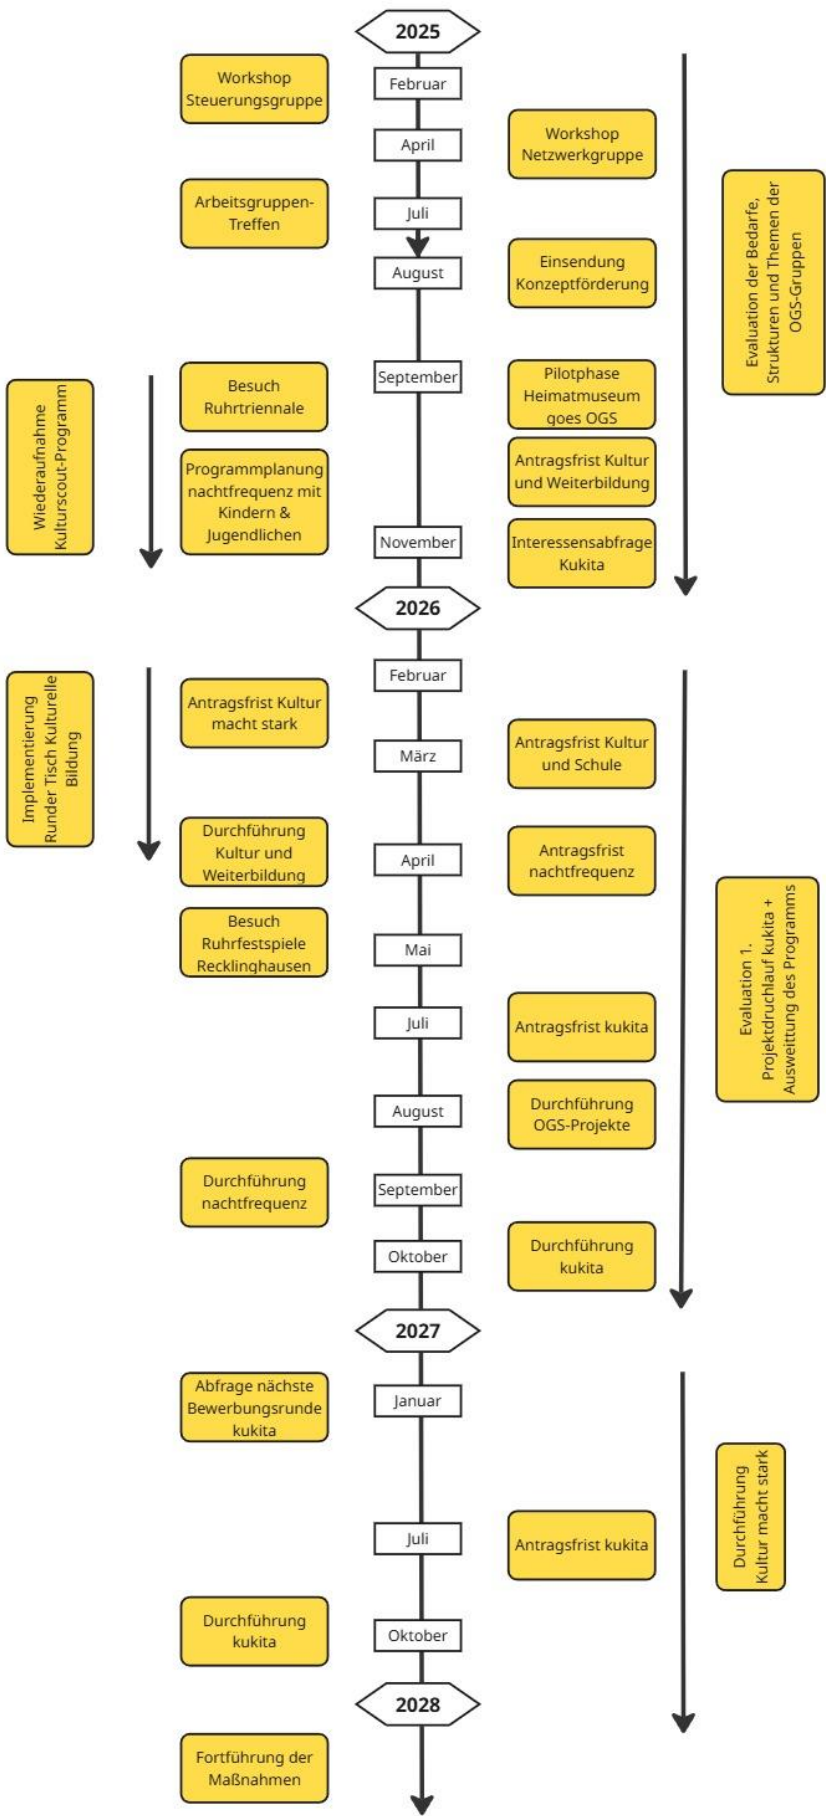 2025
Workshop
Steuerungsgruppe
Februar
April
Workshop
Netzwerkgruppe
Arbeitsgruppen-
Treffen
Juli
August
Einsendung
Konzeptförderung
Evaluation der Bedarfe,
Strukturen und Themen der
OGS-Gruppen
Wiederaufnahme
Kulturscout-Programm
Besuch
Ruhrtriennale
September
Pilotphase
Heimatmuseum
goes OGS
Programmplanung
nachtfrequenz mit
Kindern &
Jugendlichen
Antragsfrist Kultur
und Weiterbildung
November
Interessensabfrage
Kukita
2026
Februar
Implementierung
Runder Tisch Kulturelle
Bildung
Antragsfrist Kultur
macht stark
März
Antragsfrist Kultur
und Schule
Durchführung
Kultur und
Weiterbildung
April
Antragsfrist
nachtfrequenz
Besuch
Ruhrfestspiele
Recklinghausen
Mai
Evaluation 1.
Projektdruchlauf kukita +
Ausweittung des Programms
Juli
Antragsfrist kukita
August
Durchführung
OGS-Projekte
Durchführung
nachtfrequenz
September
Oktober
Durchführung
kukita
2027
Abfrage nächste
Bewerbungsrunde
kukita
Januar
Durchführung
Kultur macht stark
Juli
Antragsfrist kukita
Durchführung
kukita
Oktober
2028
Fortführung der
Maßnahmen